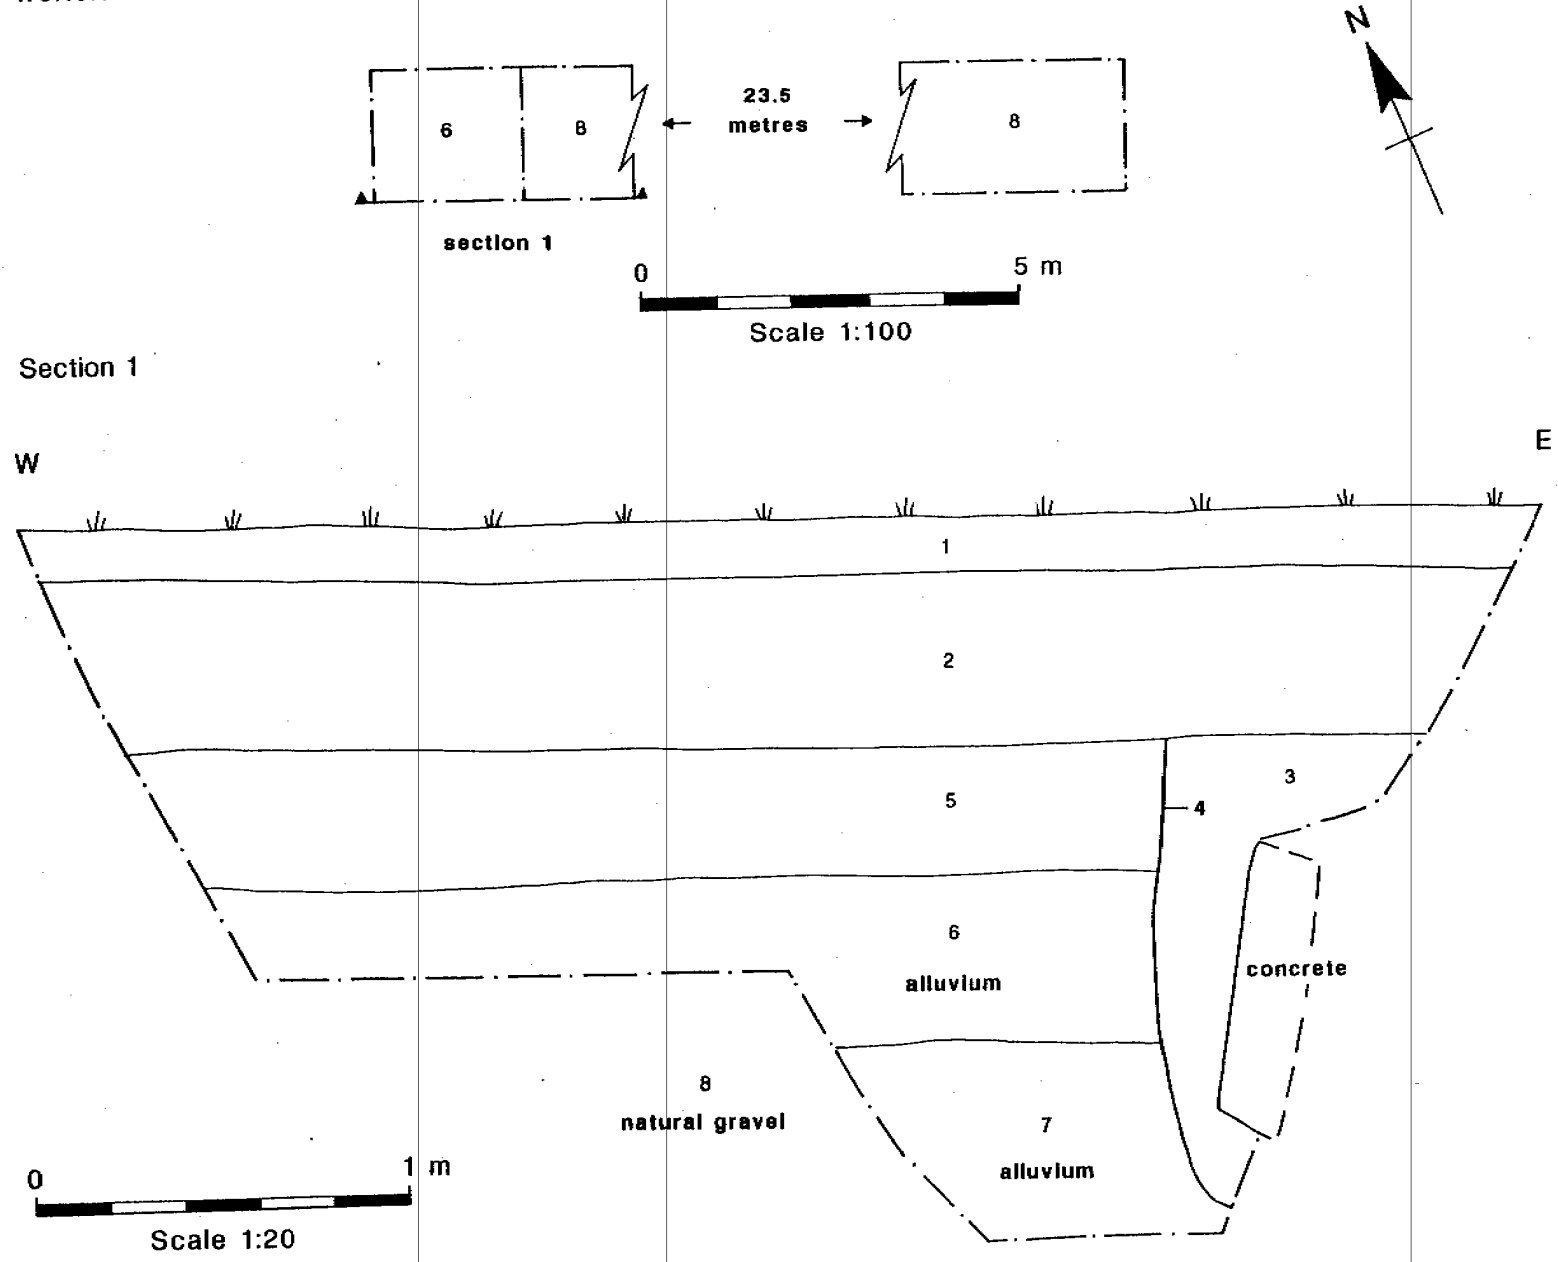 N
6
8
23.5
metres
8
section 1
0
5 m
Scale 1:100
Section 1
W
E
1
2
3
4
5
6
alluvium
concrete
8
natural gravel
7
alluvium
0
1 m
Scale 1:20